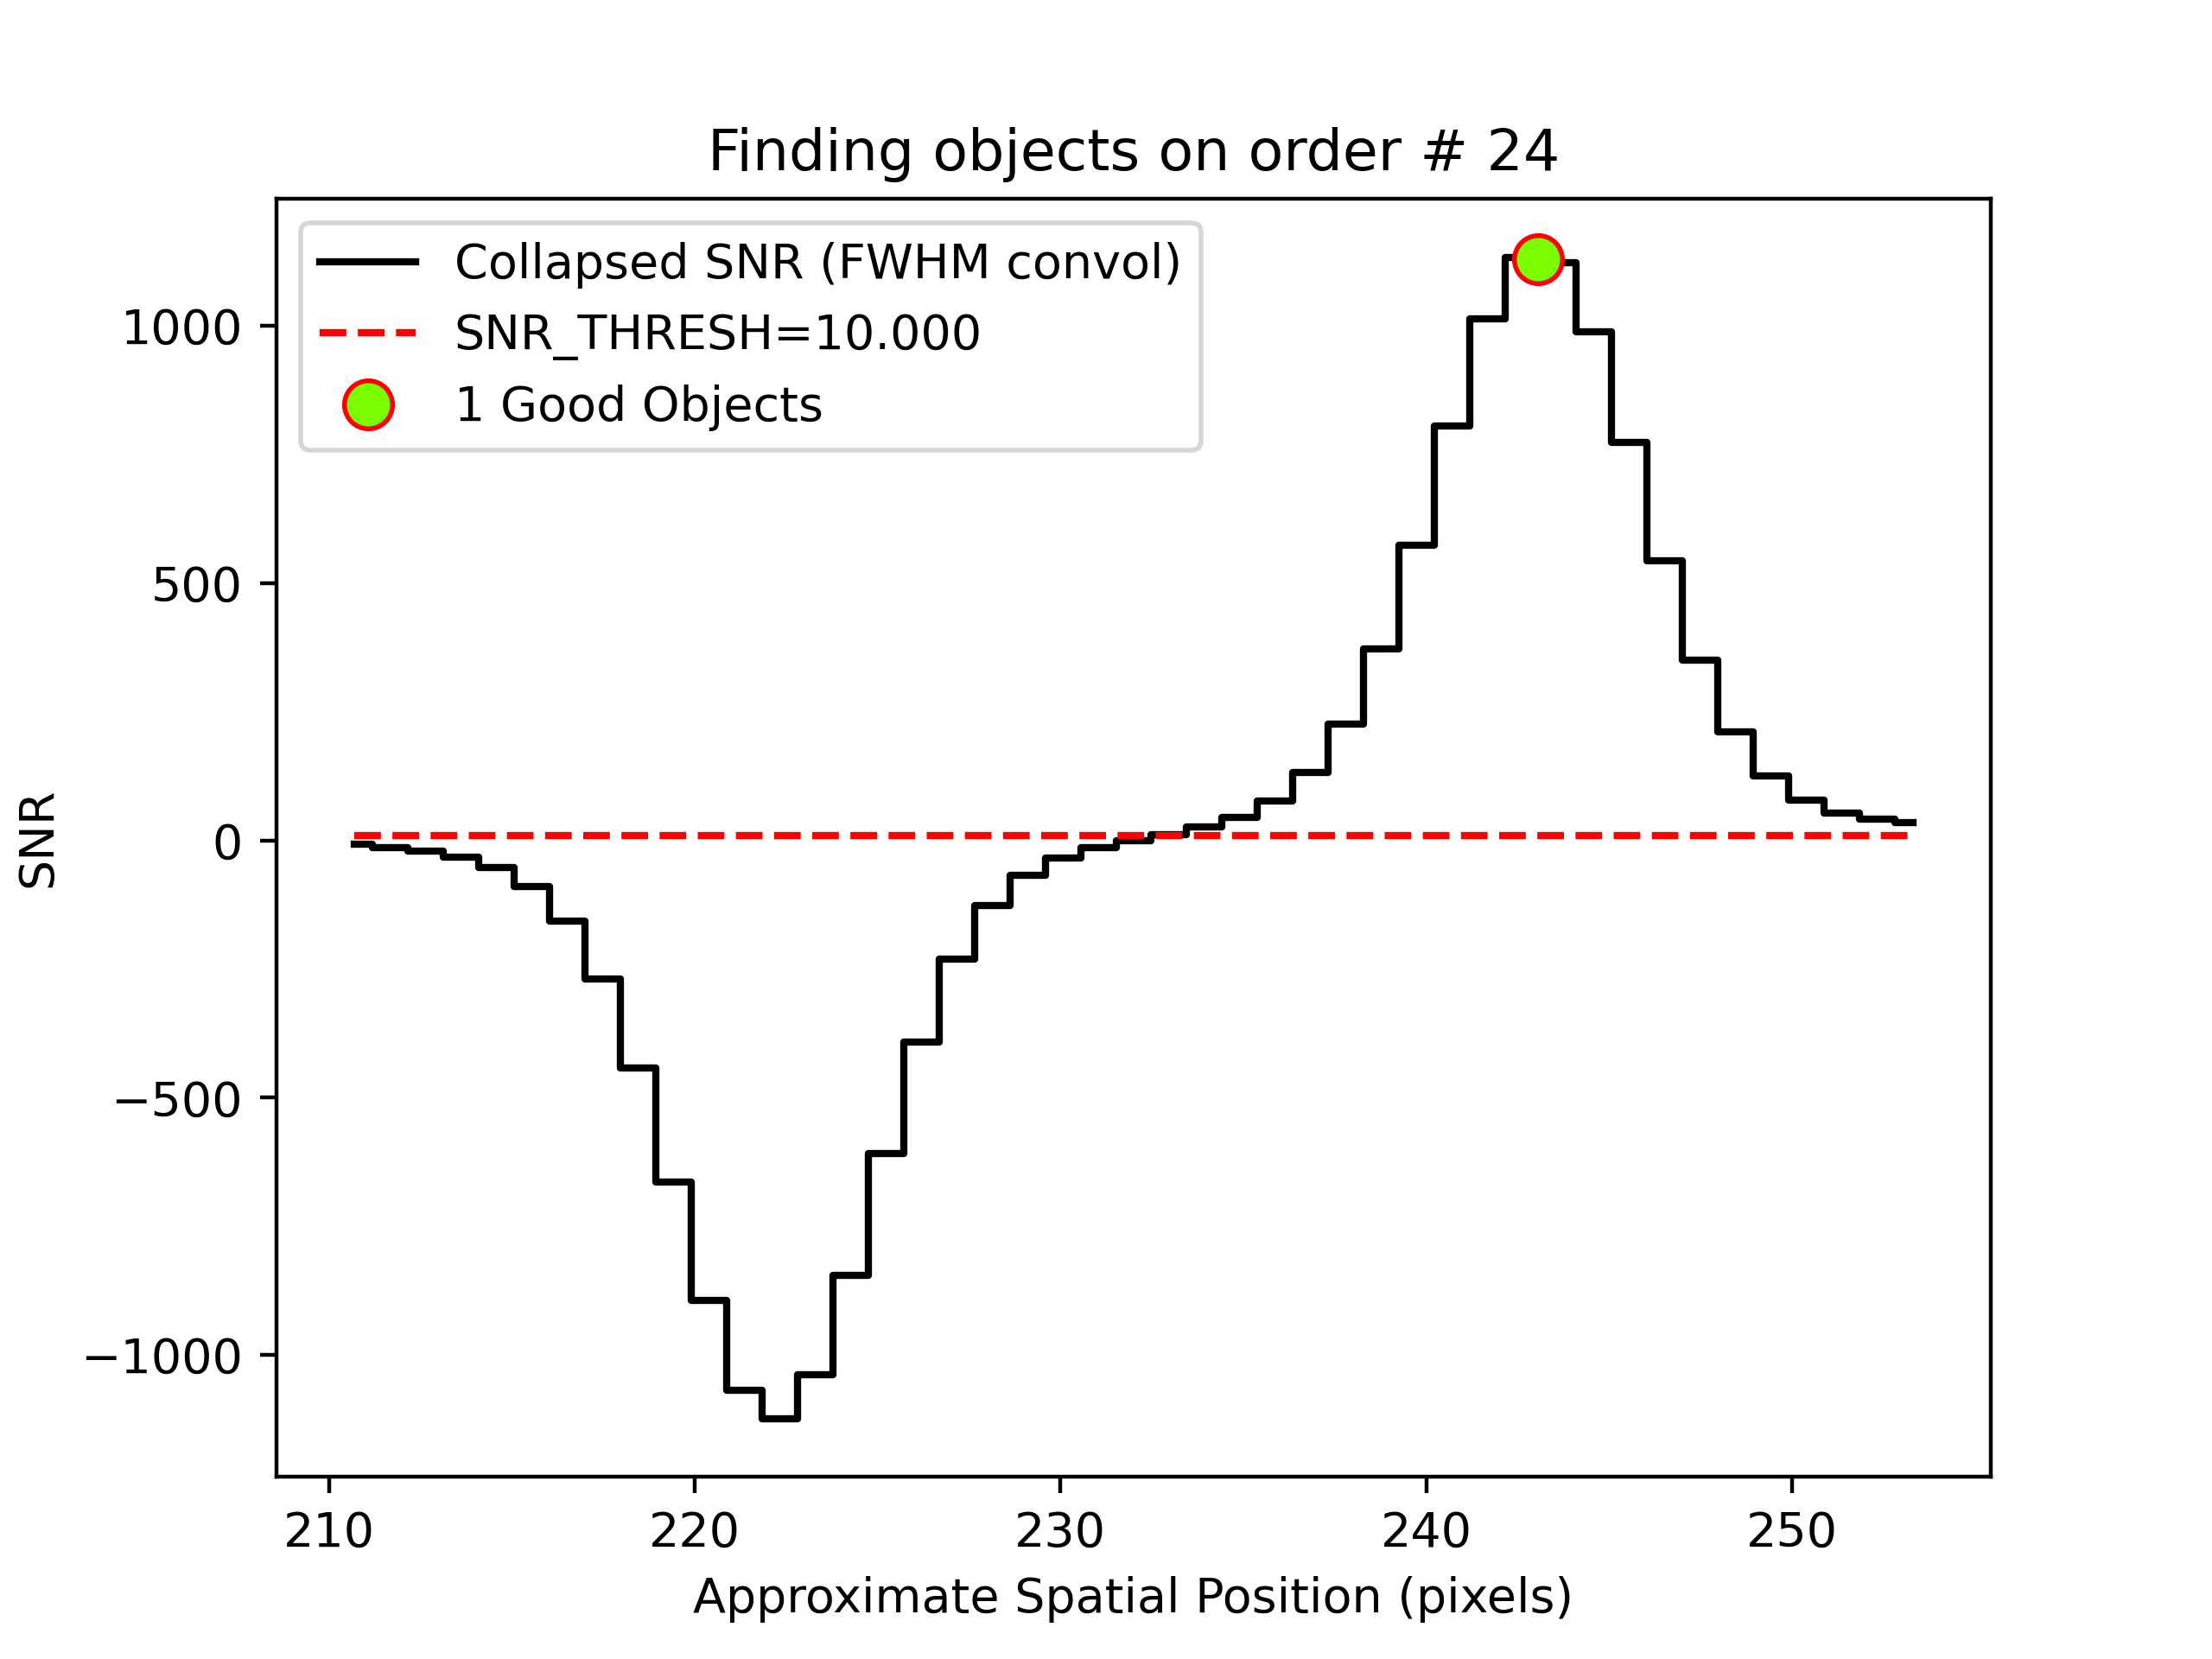 Finding objects on order # 24
Collapsed SNR (FWHM convol)
SNR_THRESH=10.000
1 Good Objects
1000
500
0
−500
−1000
SNR
210 220 230 240 250
Approximate Spatial Position (pixels)